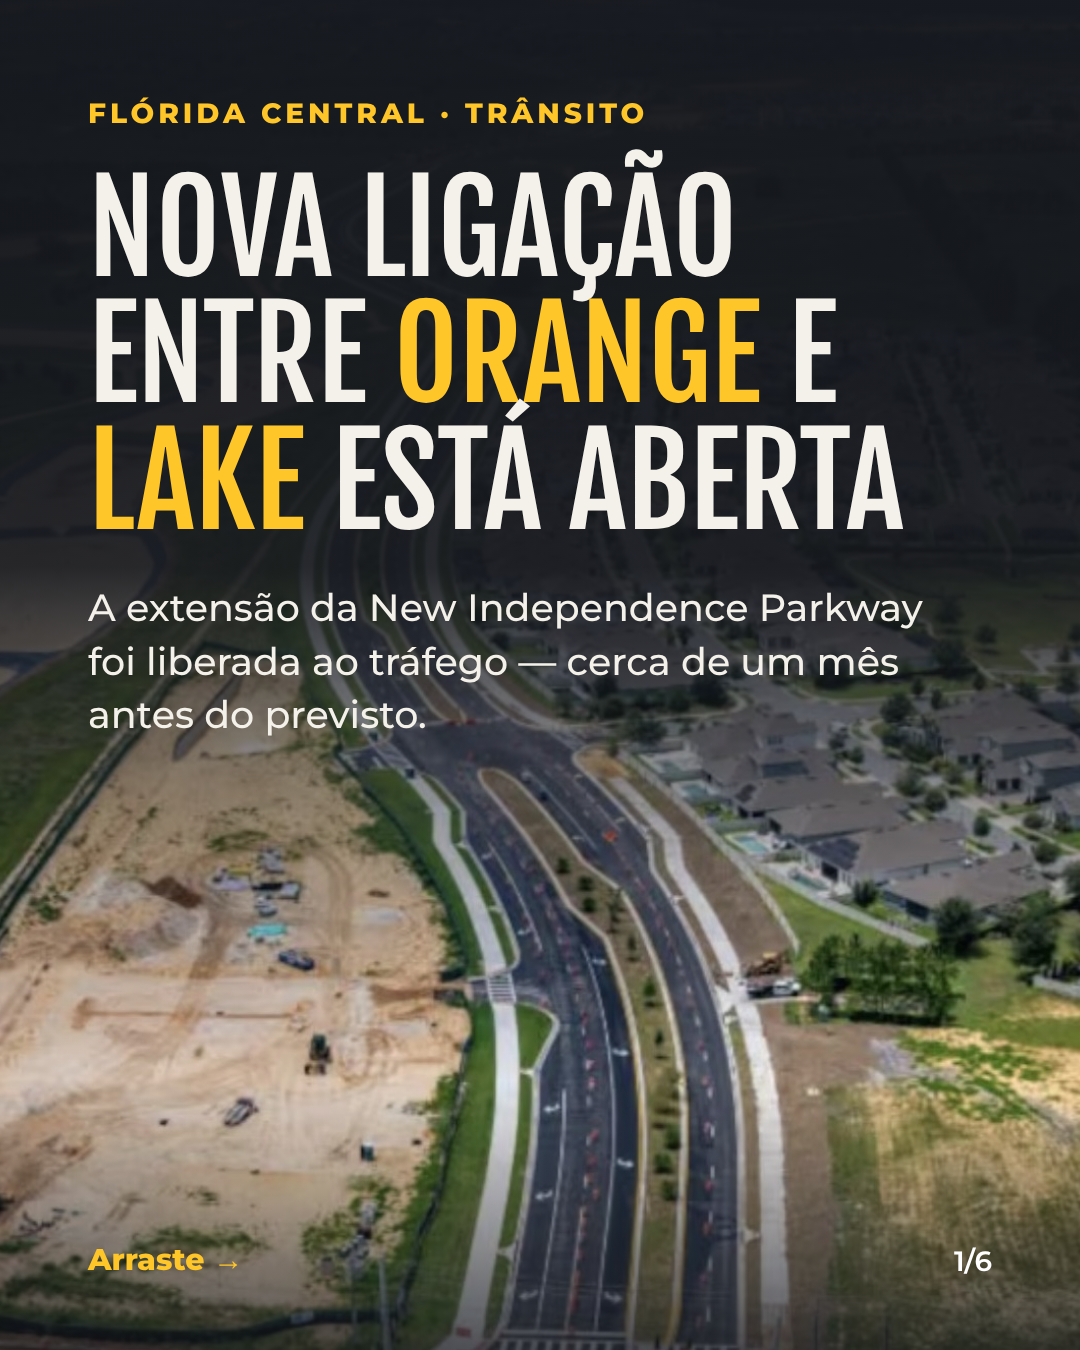 FLÓRIDA CENTRAL · TRÂNSITO
NOVA LIGAÇÃO
ENTRE ORANGE E
LAKE ESTÁ ABERTA
A extensão da New Independence Parkway
foi liberada ao tráfego — cerca de um mês
antes do previsto.
Arraste →
1/6